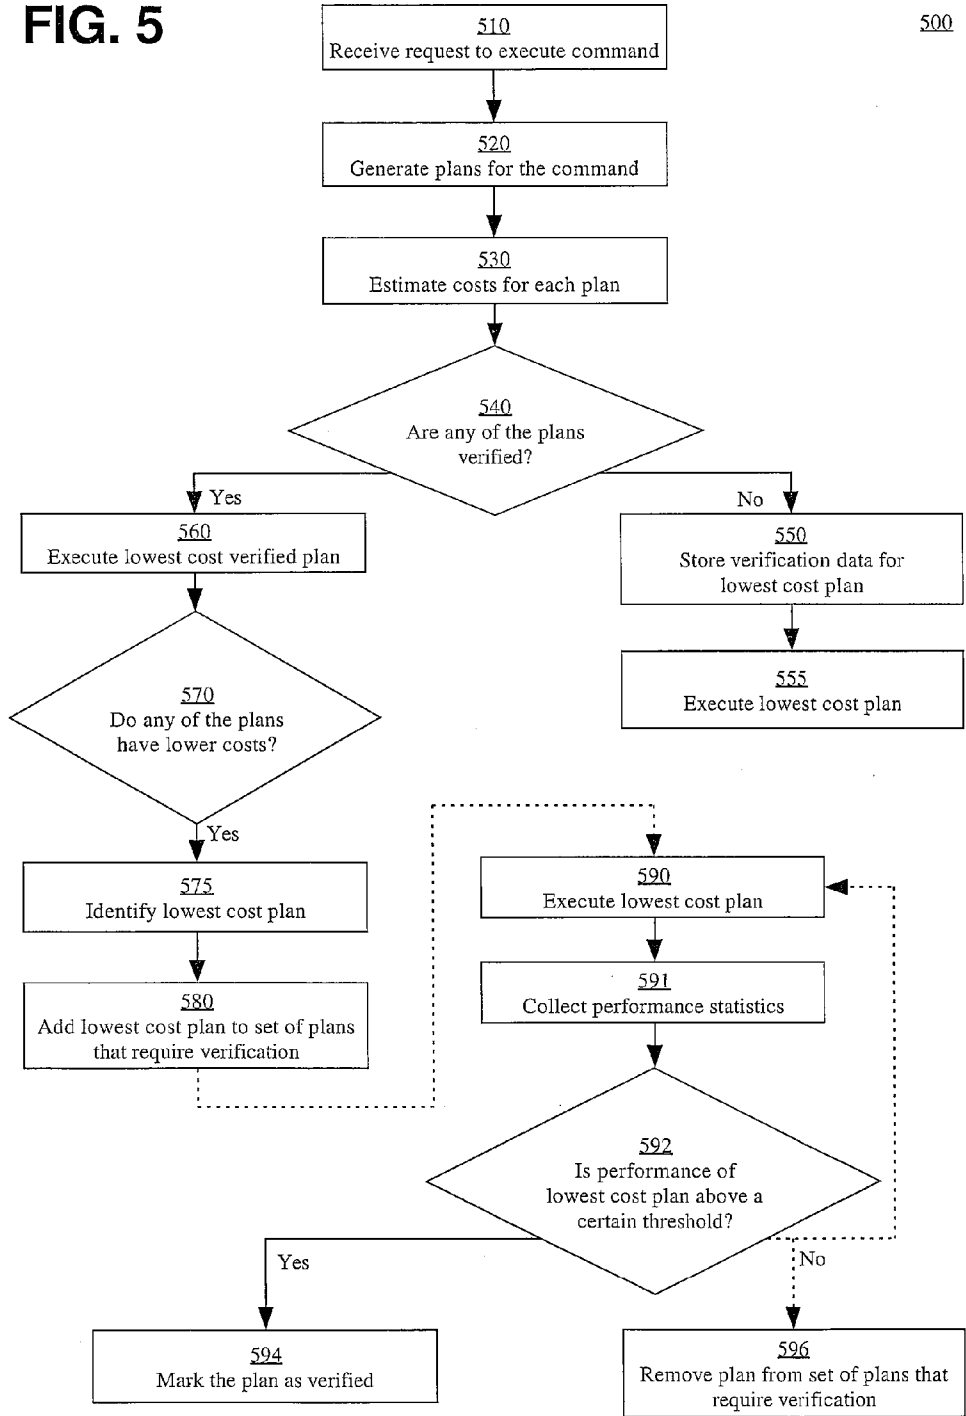 FIG. 5
500
510
Receive request to execute command
520
Generate plans for the command
530
Estimate costs for each plan
540
Are any of the plans
verified?
Yes
No
560
Execute lowest cost verified plan
550
Store verification data for
lowest cost plan
555
Execute lowest cost plan
570
Do any of the plans
have lower costs?
Yes
575
Identify lowest cost plan
580
Add lowest cost plan to set of plans
that require verification
590
Execute lowest cost plan
591
Collect performance statistics
592
Is performance of
lowest cost plan above a
certain threshold?
Yes
No
594
Mark the plan as verified
596
Remove plan from set of plans that
require verification